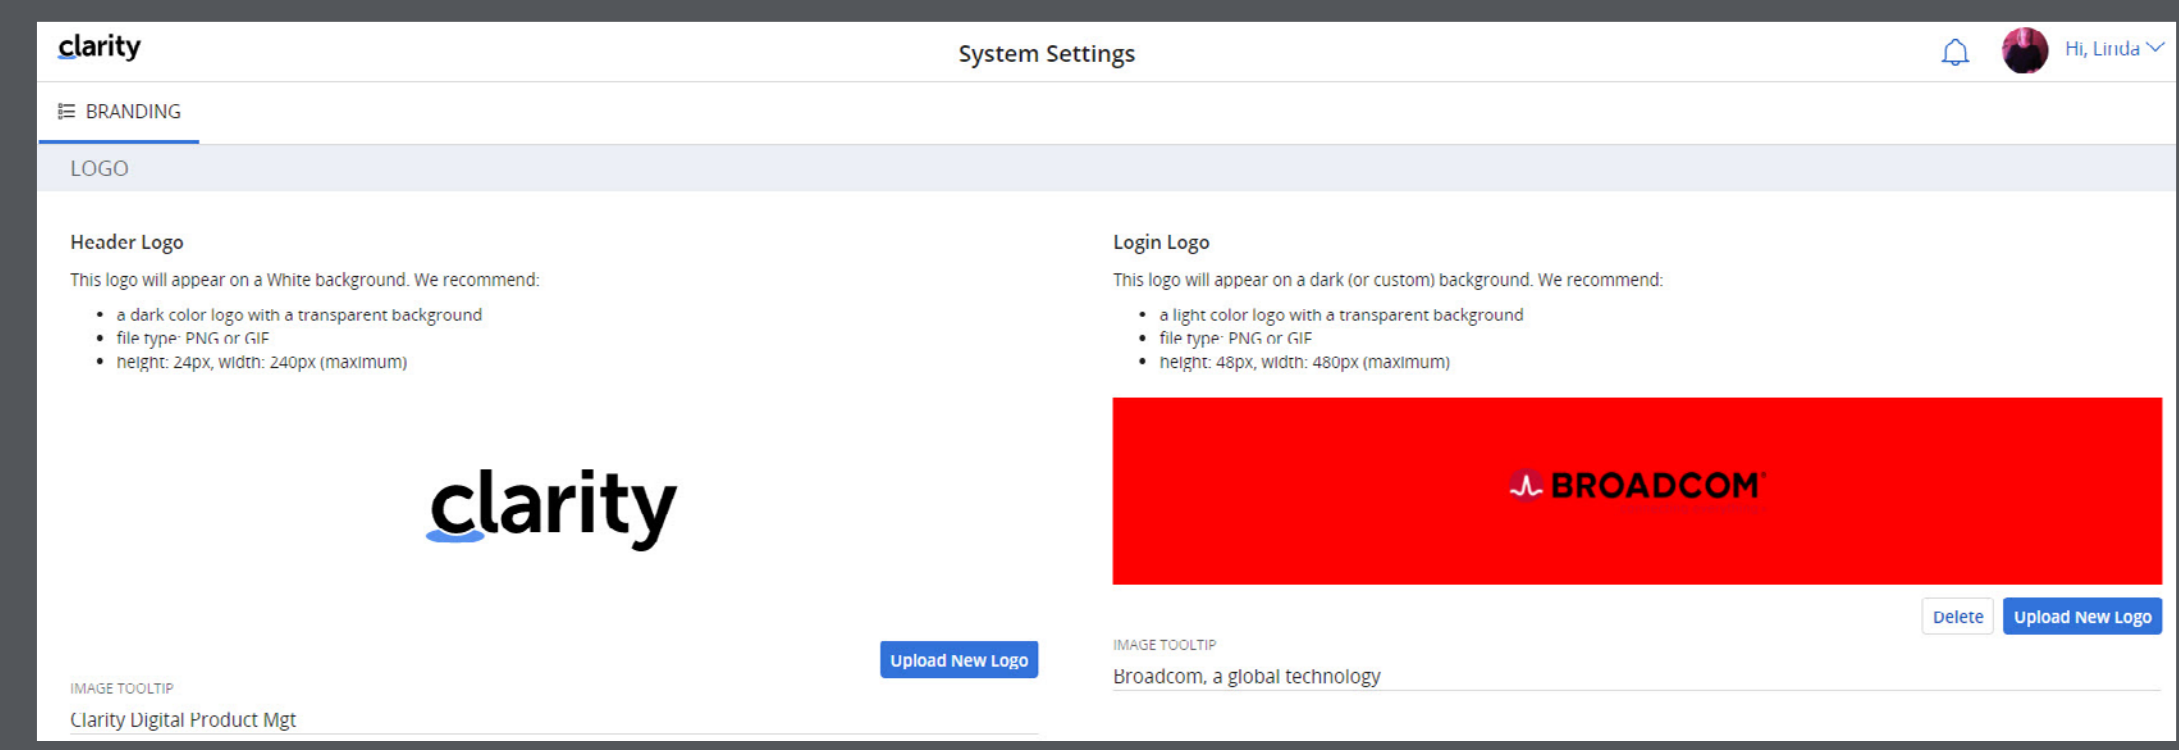 clarity
System Settings
Hi, Linda
BRANDING
LOGO
Header Logo
This logo will appear on a White background. We recommend:
• a dark color logo with a transparent background
• file type: PNG or GIF
• height: 24px, width: 240px (maximum)
clarity
Upload New Logo
IMAGE TOOLTIP
Clarity Digital Product Mgt
Login Logo
This logo will appear on a dark (or custom) background. We recommend:
• a light color logo with a transparent background
• file type: PNG or GIF
• height: 48px, width: 480px (maximum)
BROADCOM®
Delete
Upload New Logo
IMAGE TOOLTIP
Broadcom, a global technology